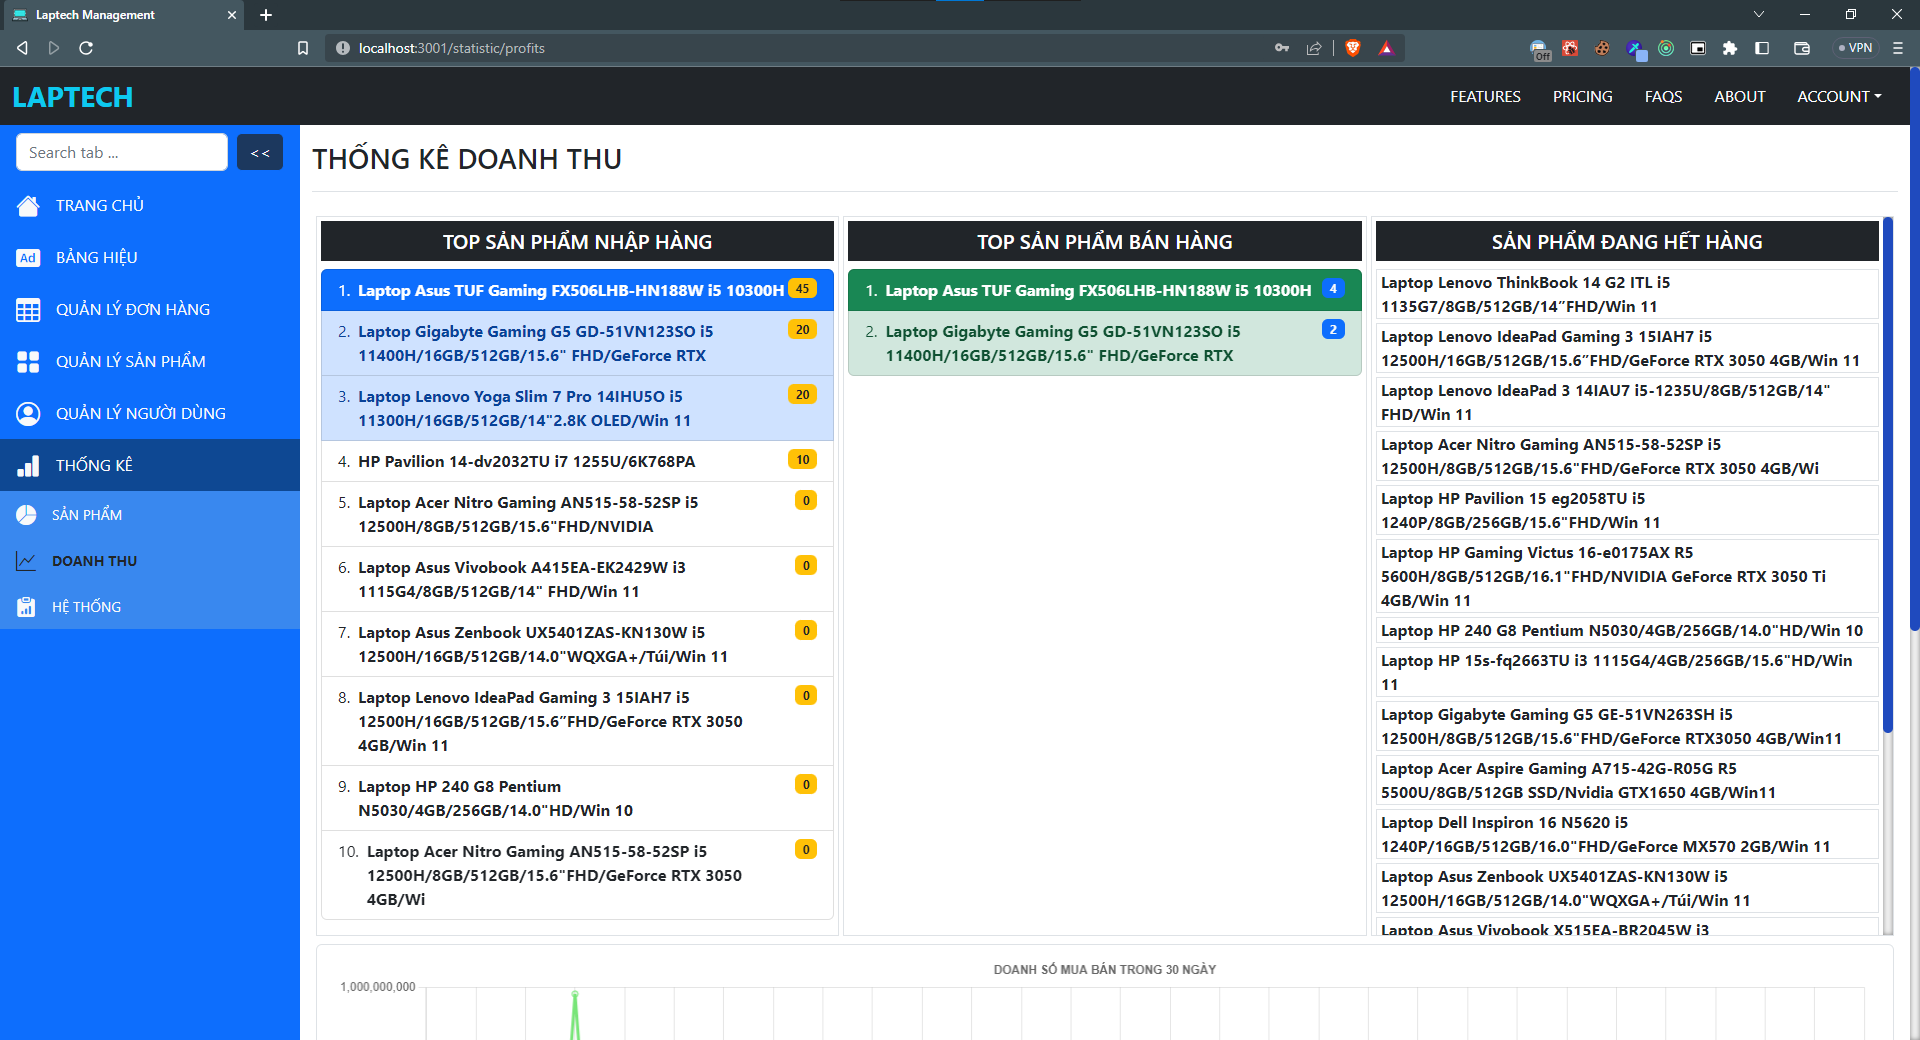 Laptech Management
localhost:3001/statistic/profits
Off
VPN
LAPTECH
FEATURES
PRICING
FAQS
ABOUT
ACCOUNT
Search tab ...
<<
TRANG CHỦ
Ad
BẢNG HIỆU
QUẢN LÝ ĐƠN HÀNG
QUẢN LÝ SẢN PHẨM
QUẢN LÝ NGƯỜI DÙNG
THỐNG KÊ
SẢN PHẨM
DOANH THU
HỆ THỐNG
THỐNG KÊ DOANH THU
TOP SẢN PHẨM NHẬP HÀNG
1. Laptop Asus TUF Gaming FX506LHB-HN188W i5 10300H 45
2. Laptop Gigabyte Gaming G5 GD-51VN123SO i5 20
11400H/16GB/512GB/15.6" FHD/GeForce RTX
3. Laptop Lenovo Yoga Slim 7 Pro 14IHU5O i5 20
11300H/16GB/512GB/14"2.8K OLED/Win 11
4. HP Pavilion 14-dv2032TU i7 1255U/6K768PA 10
5. Laptop Acer Nitro Gaming AN515-58-52SP i5 0
12500H/8GB/512GB/15.6"FHD/NVIDIA
6. Laptop Asus Vivobook A415EA-EK2429W i3 0
1115G4/8GB/512GB/14" FHD/Win 11
7. Laptop Asus Zenbook UX5401ZAS-KN130W i5 0
12500H/16GB/512GB/14.0"WQXGA+/Túi/Win 11
8. Laptop Lenovo IdeaPad Gaming 3 15IAH7 i5 0
12500H/16GB/512GB/15.6″FHD/GeForce RTX 3050
4GB/Win 11
9. Laptop HP 240 G8 Pentium 0
N5030/4GB/256GB/14.0"HD/Win 10
10. Laptop Acer Nitro Gaming AN515-58-52SP i5 0
12500H/8GB/512GB/15.6"FHD/GeForce RTX 3050
4GB/Wi
TOP SẢN PHẨM BÁN HÀNG
1. Laptop Asus TUF Gaming FX506LHB-HN188W i5 10300H 4
2. Laptop Gigabyte Gaming G5 GD-51VN123SO i5 2
11400H/16GB/512GB/15.6" FHD/GeForce RTX
SẢN PHẨM ĐANG HẾT HÀNG
Laptop Lenovo ThinkBook 14 G2 ITL i5
1135G7/8GB/512GB/14″FHD/Win 11
Laptop Lenovo IdeaPad Gaming 3 15IAH7 i5
12500H/16GB/512GB/15.6″FHD/GeForce RTX 3050 4GB/Win 11
Laptop Lenovo IdeaPad 3 14IAU7 i5-1235U/8GB/512GB/14"
FHD/Win 11
Laptop Acer Nitro Gaming AN515-58-52SP i5
12500H/8GB/512GB/15.6"FHD/GeForce RTX 3050 4GB/Wi
Laptop HP Pavilion 15 eg2058TU i5
1240P/8GB/256GB/15.6"FHD/Win 11
Laptop HP Gaming Victus 16-e0175AX R5
5600H/8GB/512GB/16.1"FHD/NVIDIA GeForce RTX 3050 Ti
4GB/Win 11
Laptop HP 240 G8 Pentium N5030/4GB/256GB/14.0"HD/Win 10
Laptop HP 15s-fq2663TU i3 1115G4/4GB/256GB/15.6"HD/Win
11
Laptop Gigabyte Gaming G5 GE-51VN263SH i5
12500H/8GB/512GB/15.6"FHD/GeForce RTX3050 4GB/Win11
Laptop Acer Aspire Gaming A715-42G-R05G R5
5500U/8GB/512GB SSD/Nvidia GTX1650 4GB/Win11
Laptop Dell Inspiron 16 N5620 i5
1240P/16GB/512GB/16.0"FHD/GeForce MX570 2GB/Win 11
Laptop Asus Zenbook UX5401ZAS-KN130W i5
12500H/16GB/512GB/14.0"WQXGA+/Túi/Win 11
Laptop Asus Vivobook X515EA-BR2045W i3
DOANH SỐ MUA BÁN TRONG 30 NGÀY
1,000,000,000